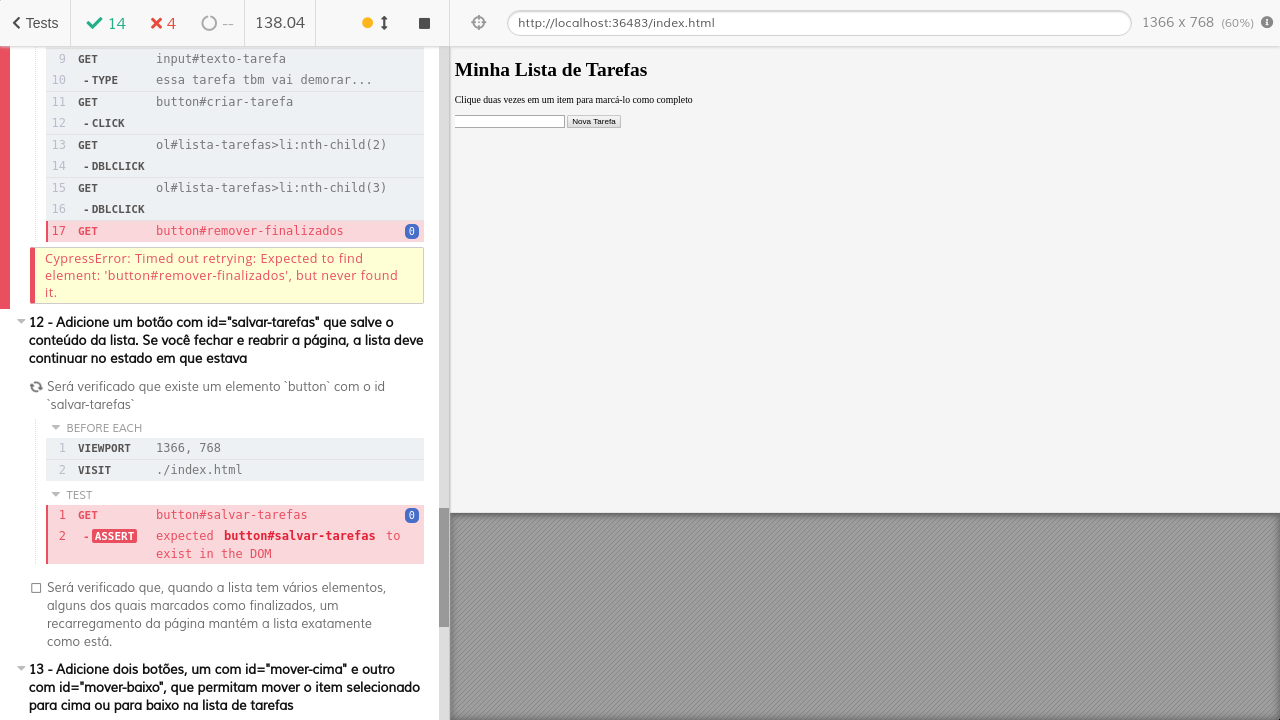 Tests
14
4
--
138.04
http://localhost:36483/index.html
1366 x 768 (60%)
9 GET input#texto-tarefa
10 - TYPE essa tarefa tbm vai demorar...
11 GET button#criar-tarefa
12 - CLICK
13 GET ol#lista-tarefas>li:nth-child(2)
14 - DBLCLICK
15 GET ol#lista-tarefas>li:nth-child(3)
16 - DBLCLICK
17 GET button#remover-finalizados 0
CypressError: Timed out retrying: Expected to find
element: 'button#remover-finalizados', but never found
it.
12 - Adicione um botão com id="salvar-tarefas" que salve o
conteúdo da lista. Se você fechar e reabrir a página, a lista deve
continuar no estado em que estava
Será verificado que existe um elemento `button` com o id
`salvar-tarefas`
BEFORE EACH
1 VIEWPORT 1366, 768
2 VISIT ./index.html
TEST
1 GET button#salvar-tarefas 0
2 - ASSERT expected button#salvar-tarefas to
exist in the DOM
Será verificado que, quando a lista tem vários elementos,
alguns dos quais marcados como finalizados, um
recarregamento da página mantém a lista exatamente
como está.
13 - Adicione dois botões, um com id="mover-cima" e outro
com id="mover-baixo", que permitam mover o item selecionado
para cima ou para baixo na lista de tarefas
Minha Lista de Tarefas
Clique duas vezes em um item para marcá-lo como completo
Nova Tarefa